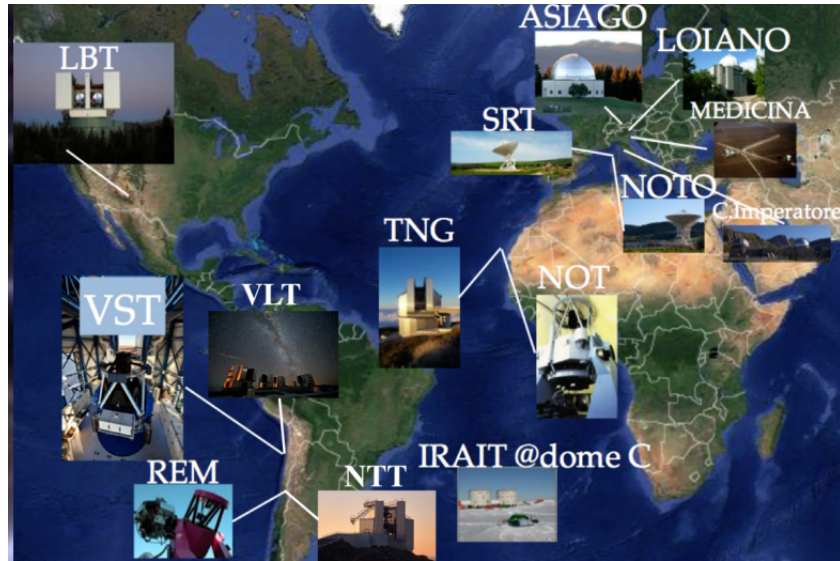 ASIAGO
LBT
LOIANO
MEDICINA
SRT
NOTO
C.Imperatore
TNG
NOT
VST
VLT
IRAIT @dome C
REM
NTT